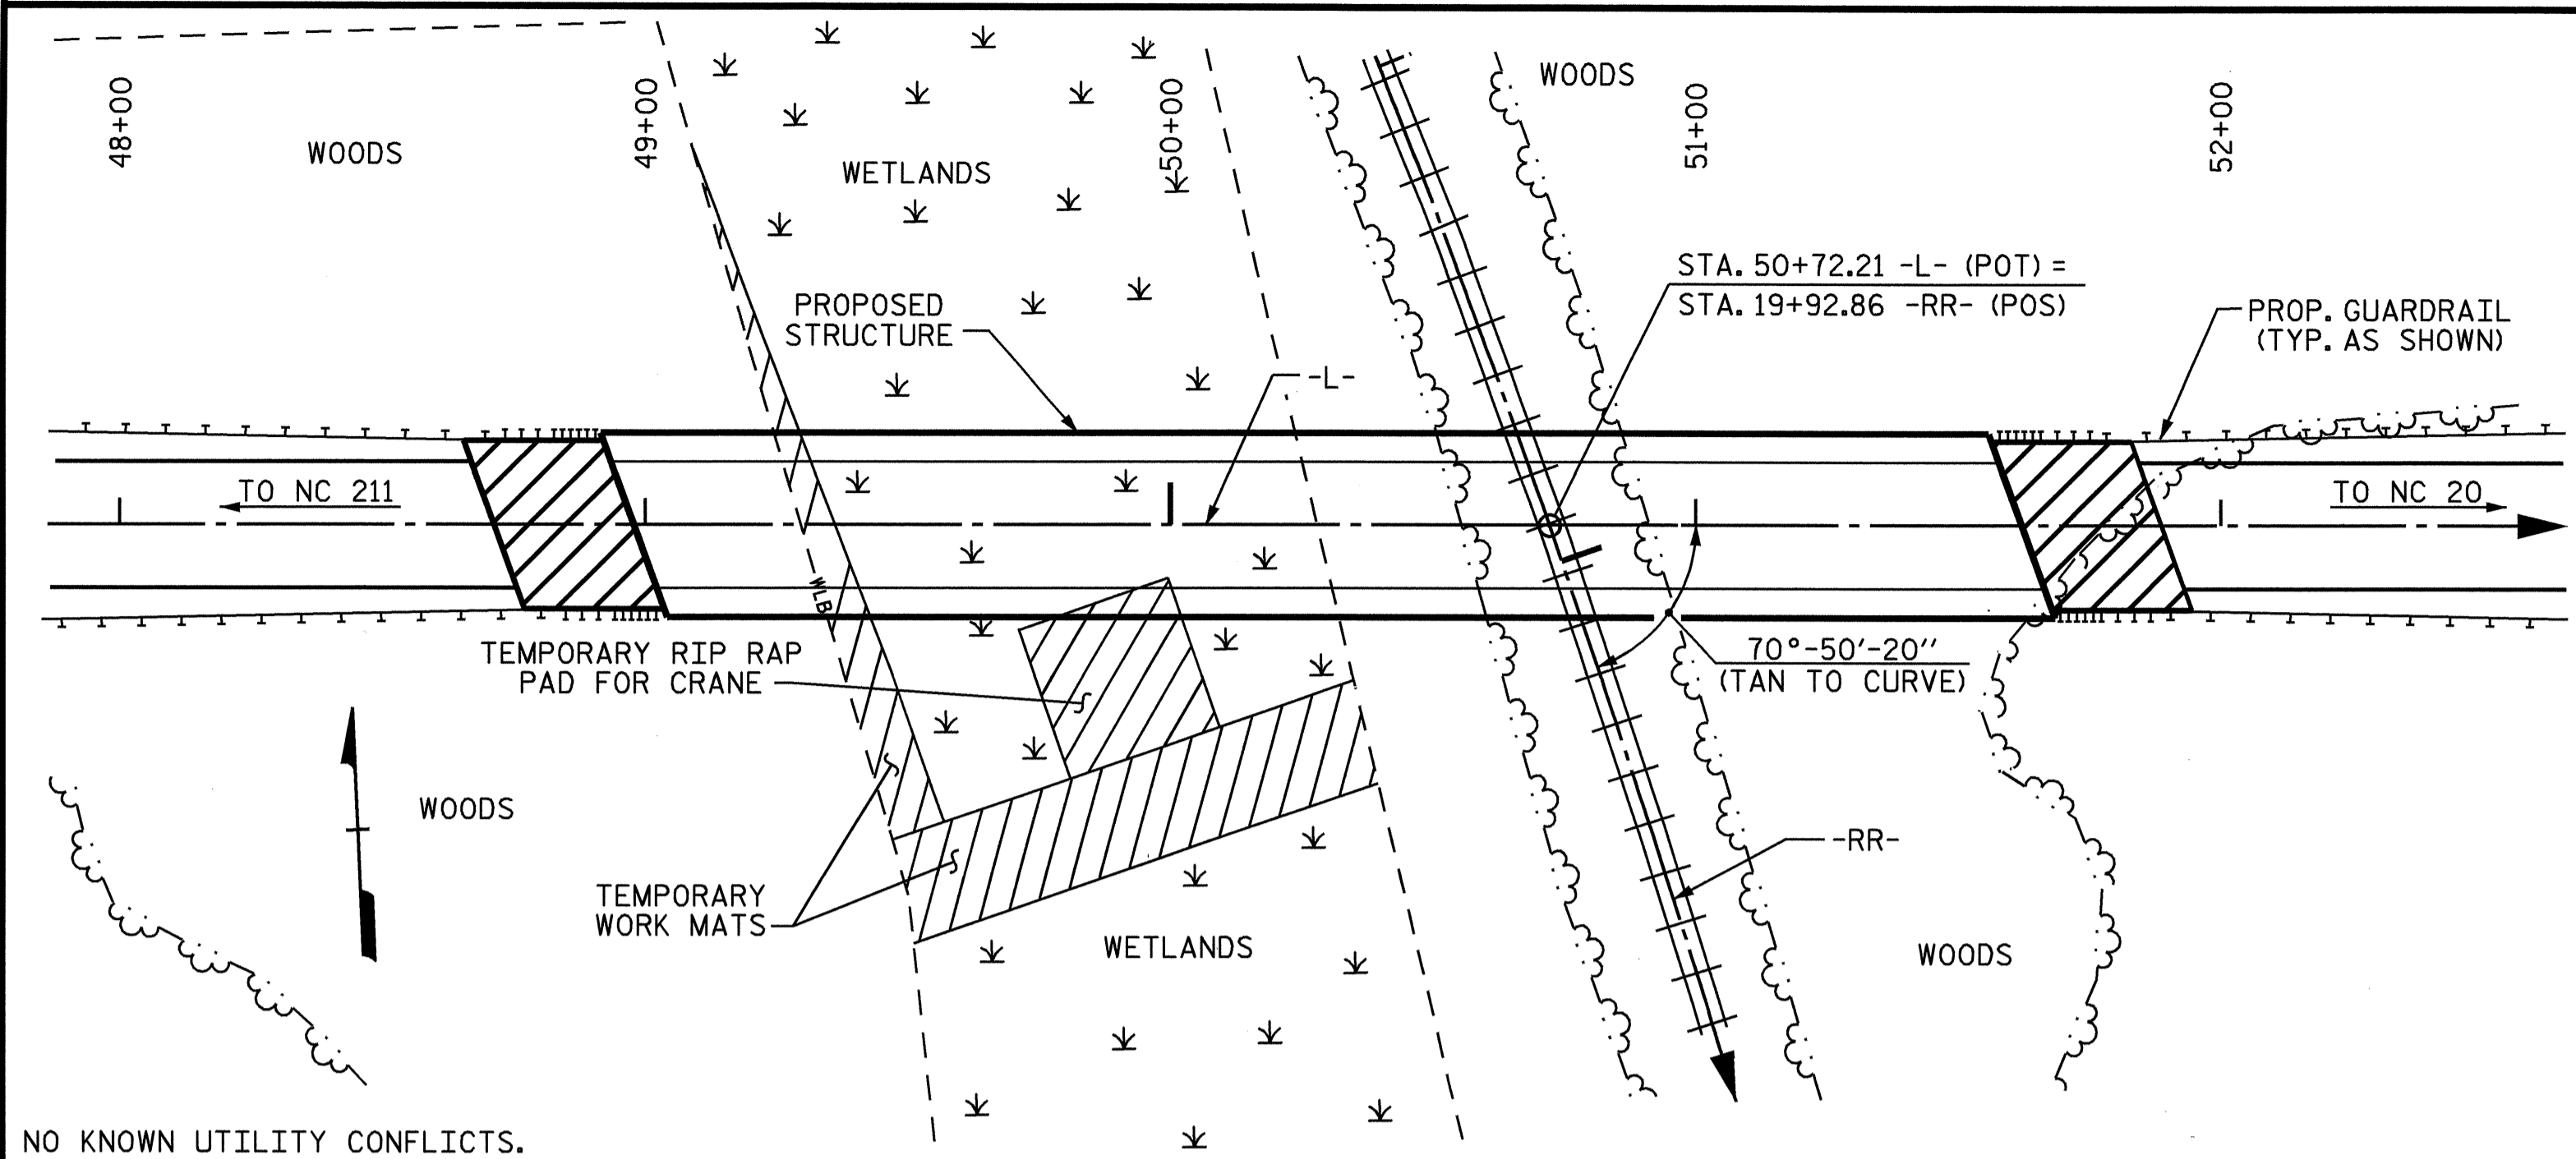 48+00
49+00
50+00
51+00
52+00
WOODS
WOODS
WETLANDS
STA. 50+72.21 -L- (POT) =
STA. 19+92.86 -RR- (POS)
PROPOSED
STRUCTURE
PROP. GUARDRAIL
(TYP. AS SHOWN)
-L-
TO NC 211
TO NC 20
WLB
TEMPORARY RIP RAP
PAD FOR CRANE
70°-50'-20"
(TAN TO CURVE)
WOODS
-RR-
TEMPORARY
WORK MATS
WETLANDS
WOODS
NO KNOWN UTILITY CONFLICTS.